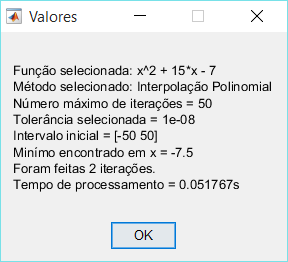 Valores
Função selecionada: x^2 + 15*x - 7
Método selecionado: Interpolação Polinomial
Número máximo de iterações = 50
Tolerância selecionada = 1e-08
Intervalo inicial = [-50 50]
Minímo encontrado em x = -7.5
Foram feitas 2 iterações.
Tempo de processamento = 0.051767s
OK